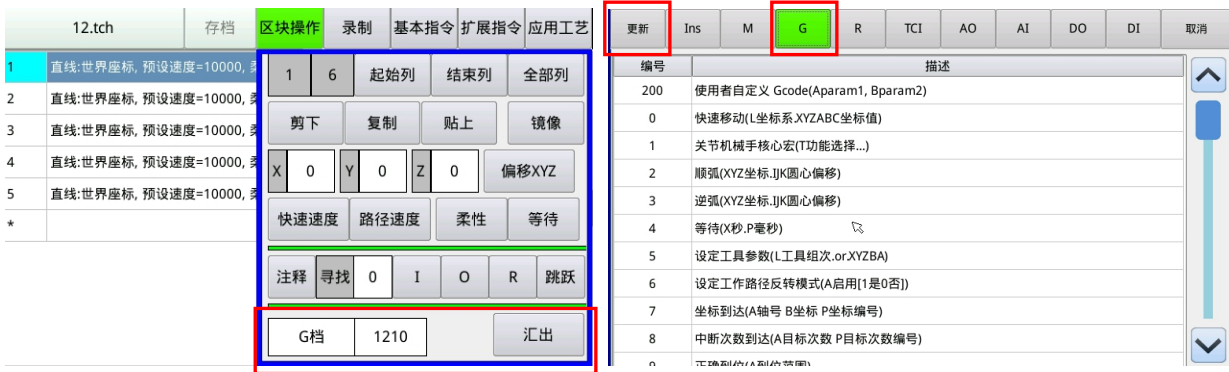 12.tch 存档 区块操作 录制 基本指令 扩展指令 应用工艺
1 直线:世界座标, 预设速度=10000,
2 直线:世界座标, 预设速度=10000,
3 直线:世界座标, 预设速度=10000,
4 直线:世界座标, 预设速度=10000,
5 直线:世界座标, 预设速度=10000,
*
1 6 起始列 结束列 全部列
剪下 复制 贴上 镜像
X 0 Y 0 Z 0 偏移XYZ
快速速度 路径速度 柔性 等待
注释 寻找 0 I O R 跳跃
G档 1210 汇出
更新 Ins M G R TCI AO AI DO DI 取消
编号 描述
200 使用者自定义 Gcode(Aparam1, Bparam2)
0 快速移动(L坐标系.XYZABC坐标值)
1 关节机械手核心宏(T功能选择...)
2 顺弧(XYZ坐标.IJK圆心偏移)
3 逆弧(XYZ坐标.IJK圆心偏移)
4 等待(X秒.P毫秒)
5 设定工具参数(L工具组次.or.XYZBA)
6 设定工作路径反转模式(A启用[1是0否])
7 坐标到达(A轴号 B坐标 P坐标编号)
8 中断次数到达(A目标次数 P目标次数编号)
9 正确到位(A到位范围)